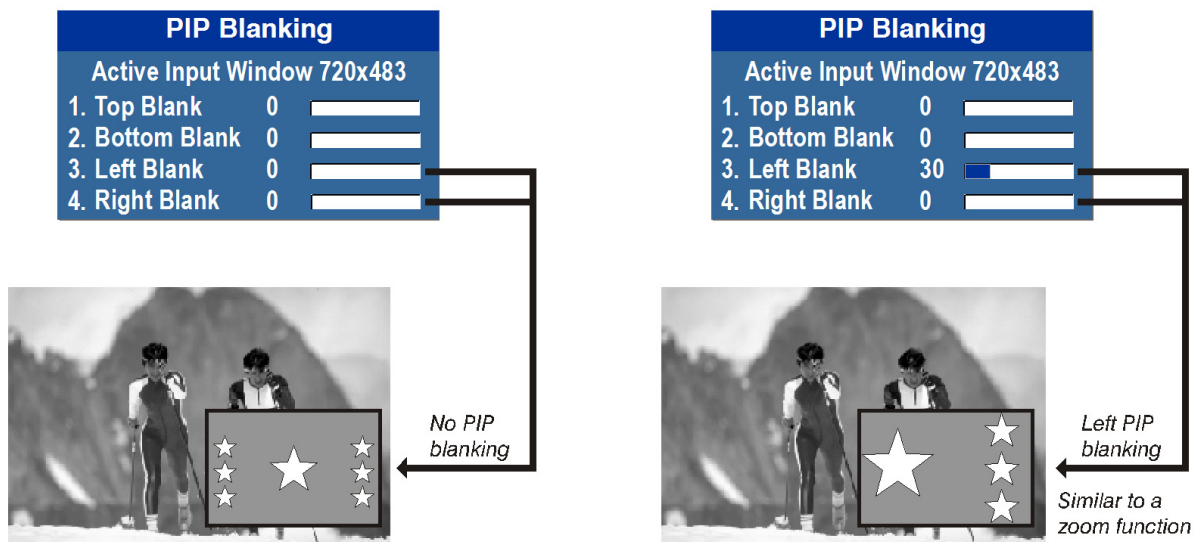 PIP Blanking
Active Input Window 720x483
1. Top Blank 0
2. Bottom Blank 0
3. Left Blank 0
4. Right Blank 0
No PIP
blanking
PIP Blanking
Active Input Window 720x483
1. Top Blank 0
2. Bottom Blank 0
3. Left Blank 30
4. Right Blank 0
Left PIP
blanking
Similar to a
zoom function